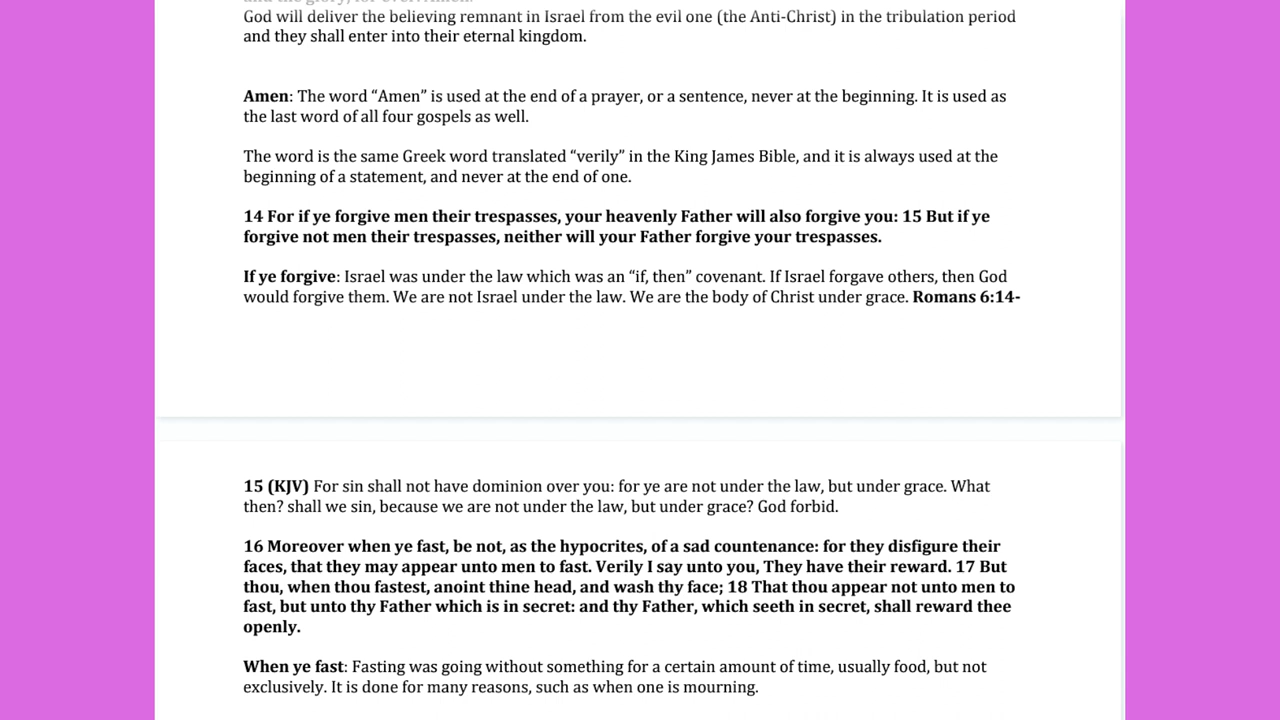 and the glory, for ever. Amen.
God will deliver the believing remnant in Israel from the evil one (the Anti-Christ) in the tribulation period
and they shall enter into their eternal kingdom.
Amen: The word “Amen” is used at the end of a prayer, or a sentence, never at the beginning. It is used as
the last word of all four gospels as well.
The word is the same Greek word translated “verily” in the King James Bible, and it is always used at the
beginning of a statement, and never at the end of one.
14 For if ye forgive men their trespasses, your heavenly Father will also forgive you: 15 But if ye
forgive not men their trespasses, neither will your Father forgive your trespasses.
If ye forgive: Israel was under the law which was an “if, then” covenant. If Israel forgave others, then God
would forgive them. We are not Israel under the law. We are the body of Christ under grace. Romans 6:14-
15 (KJV) For sin shall not have dominion over you: for ye are not under the law, but under grace. What
then? shall we sin, because we are not under the law, but under grace? God forbid.
16 Moreover when ye fast, be not, as the hypocrites, of a sad countenance: for they disfigure their
faces, that they may appear unto men to fast. Verily I say unto you, They have their reward. 17 But
thou, when thou fastest, anoint thine head, and wash thy face; 18 That thou appear not unto men to
fast, but unto thy Father which is in secret: and thy Father, which seeth in secret, shall reward thee
openly.
When ye fast: Fasting was going without something for a certain amount of time, usually food, but not
exclusively. It is done for many reasons, such as when one is mourning.